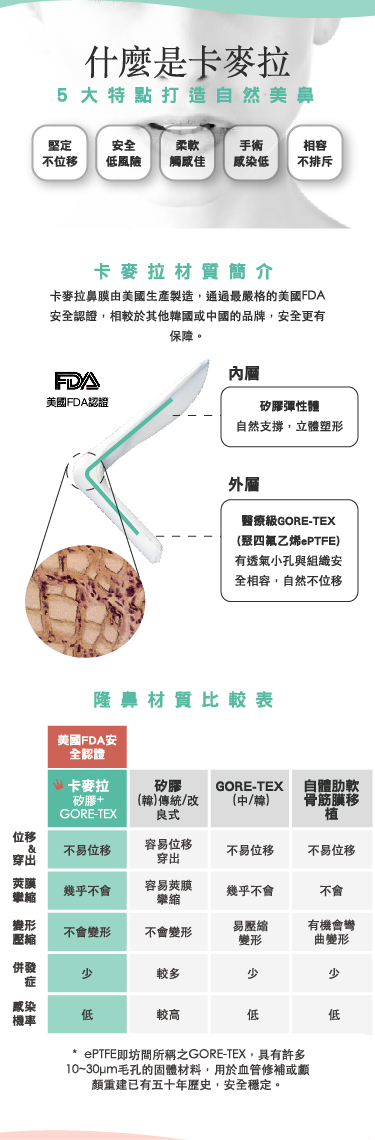 什麼是卡麥拉
5 大特點打造自然美鼻
堅定
不位移
安全
低風險
柔軟
觸感佳
手術
感染低
相容
不排斥
卡麥拉材質簡介
卡麥拉鼻膜由美國生產製造，通過最嚴格的美國FDA
安全認證，相較於其他韓國或中國的品牌，安全更有
保障。
FDA
美國FDA認證
內層
矽膠彈性體
自然支撐，立體塑形
外層
醫療級GORE-TEX
(聚四氟乙烯ePTFE)
有透氣小孔與組織安
全相容，自然不位移
隆鼻材質比較表
美國FDA安
全認證
卡麥拉
矽膠+
GORE-TEX
矽膠
(韓)傳統/改
良式
GORE-TEX
(中/韓)
自體肋軟
骨筋膜移
植
位移
&
穿出
不易位移
容易位移
穿出
不易位移
不易位移
莢膜
攣縮
幾乎不會
容易莢膜
攣縮
幾乎不會
不會
變形
壓縮
不會變形
不會變形
易壓縮
變形
有機會彎
曲變形
併發
症
少
較多
少
少
感染
機率
低
較高
低
低
* ePTFE即坊間所稱之GORE-TEX，具有許多
10~30µm毛孔的固體材料，用於血管修補或顱
顏重建已有五十年歷史，安全穩定。